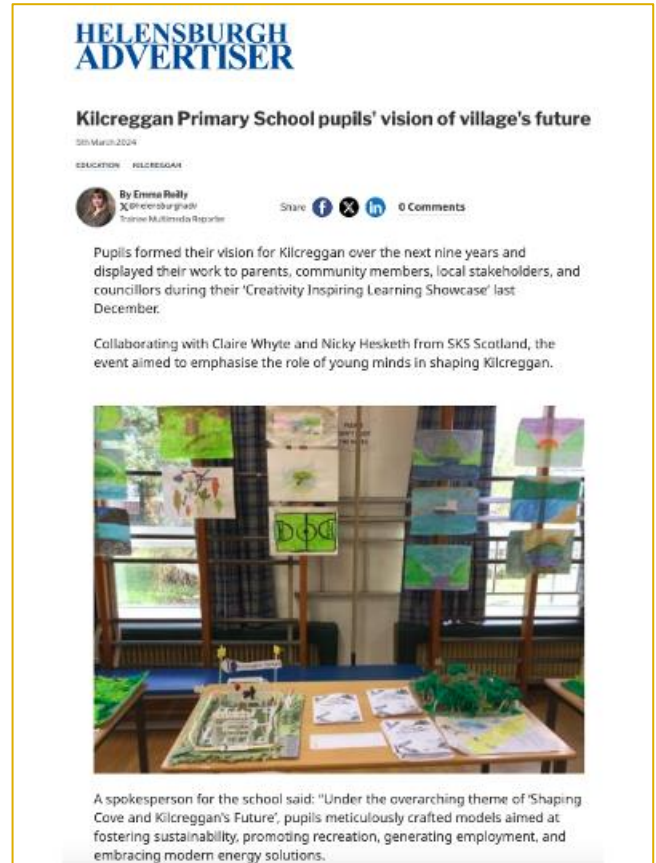 HELENSBURGH
ADVERTISER
Kilcreggan Primary School pupils' vision of village's future
5th March 2024
EDUCATION KILCREGGAN
By Emma Reilly
@helensburghadv
Share 0 Comments
Trainee Multimedia Reporter
Pupils formed their vision for Kilcreggan over the next nine years and
displayed their work to parents, community members, local stakeholders, and
councillors during their 'Creativity Inspiring Learning Showcase' last
December.
Collaborating with Claire Whyte and Nicky Hesketh from SKS Scotland, the
event aimed to emphasise the role of young minds in shaping Kilcreggan.
A spokesperson for the school said: "Under the overarching theme of 'Shaping
Cove and Kilcreggan's Future', pupils meticulously crafted models aimed at
fostering sustainability, promoting recreation, generating employment, and
embracing modern energy solutions.